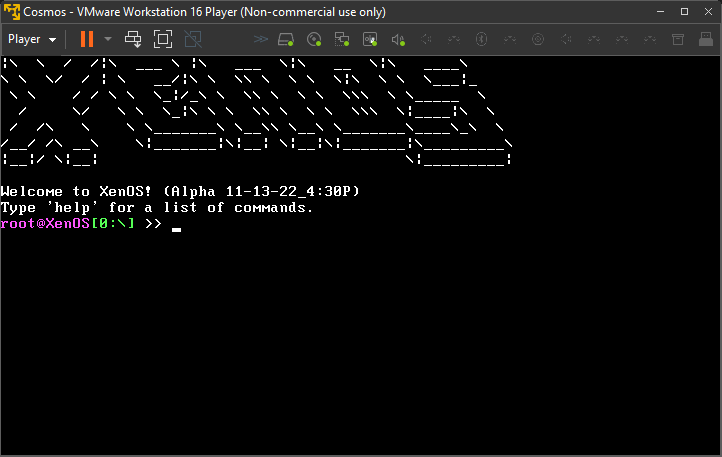 Cosmos - VMware Workstation 16 Player (Non-commercial use only)
Player
Welcome to XenOS! (Alpha 11-13-22_4:30P)
Type 'help' for a list of commands.
root@XenOS[0:\] >>